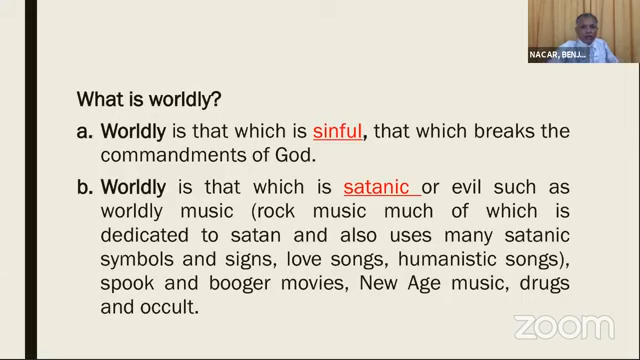 NACAR, BENJ...
What is worldly?
a. Worldly is that which is sinful, that which breaks the
commandments of God.
b. Worldly is that which is satanic or evil such as
worldly music (rock music much of which is
dedicated to satan and also uses many satanic
symbols and signs, love songs, humanistic songs),
spook and booger movies, New Age music, drugs
and occult.
zoom